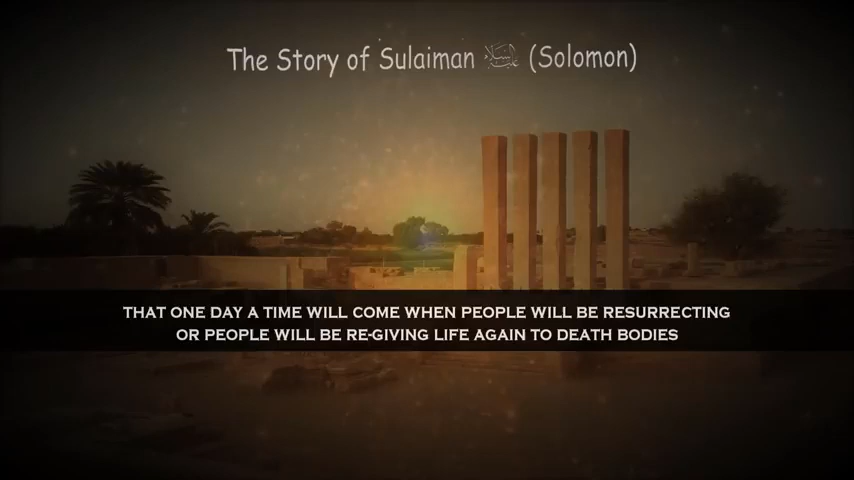 The Story of Sulaiman عليه السلام (Solomon)
THAT ONE DAY A TIME WILL COME WHEN PEOPLE WILL BE RESURRECTING
OR PEOPLE WILL BE RE-GIVING LIFE AGAIN TO DEATH BODIES